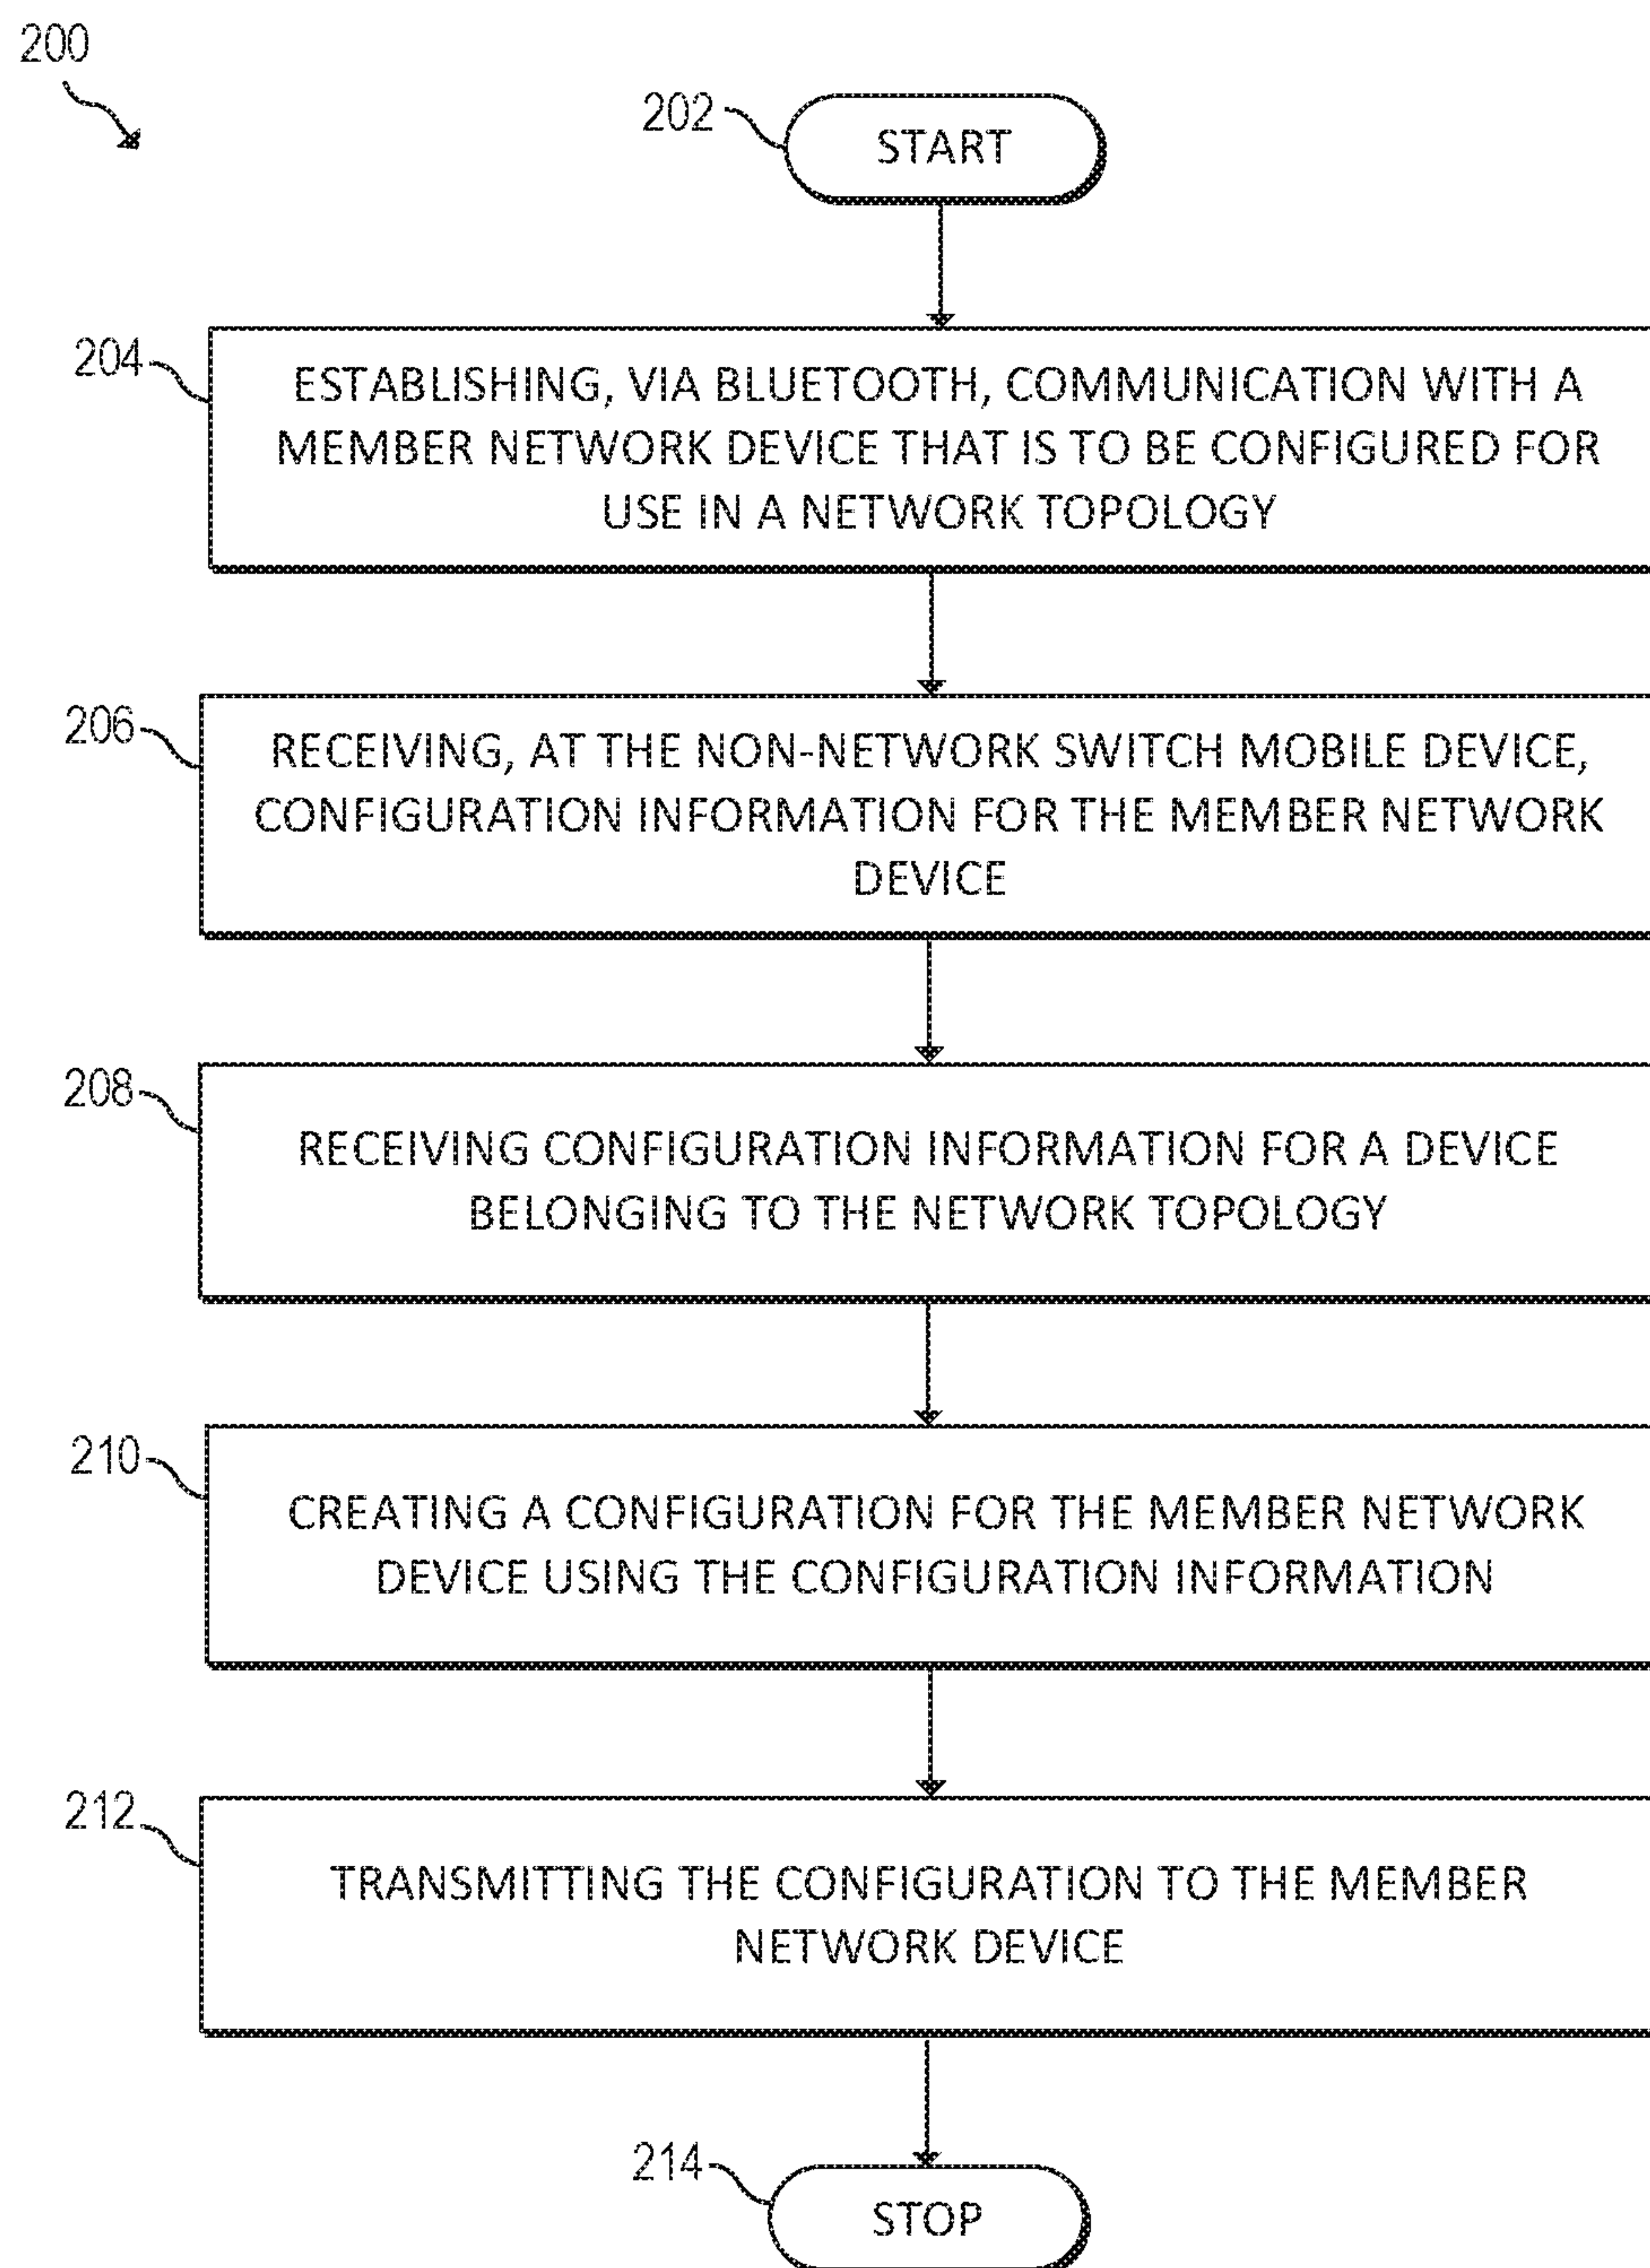 200
202
START
204
ESTABLISHING, VIA BLUETOOTH, COMMUNICATION WITH A
MEMBER NETWORK DEVICE THAT IS TO BE CONFIGURED FOR
USE IN A NETWORK TOPOLOGY
206
RECEIVING, AT THE NON-NETWORK SWITCH MOBILE DEVICE,
CONFIGURATION INFORMATION FOR THE MEMBER NETWORK
DEVICE
208
RECEIVING CONFIGURATION INFORMATION FOR A DEVICE
BELONGING TO THE NETWORK TOPOLOGY
210
CREATING A CONFIGURATION FOR THE MEMBER NETWORK
DEVICE USING THE CONFIGURATION INFORMATION
212
TRANSMITTING THE CONFIGURATION TO THE MEMBER
NETWORK DEVICE
214
STOP